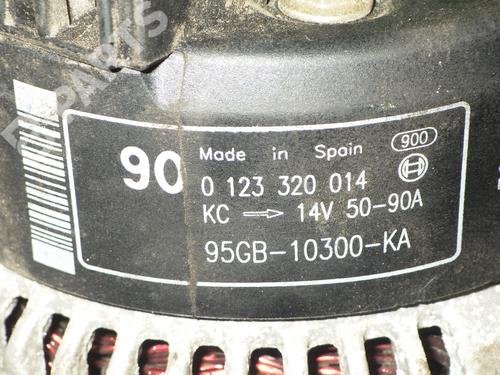 90
Made in Spain
900
0 123 320 014
KC → 14V 50-90A
95GB-10300-KA